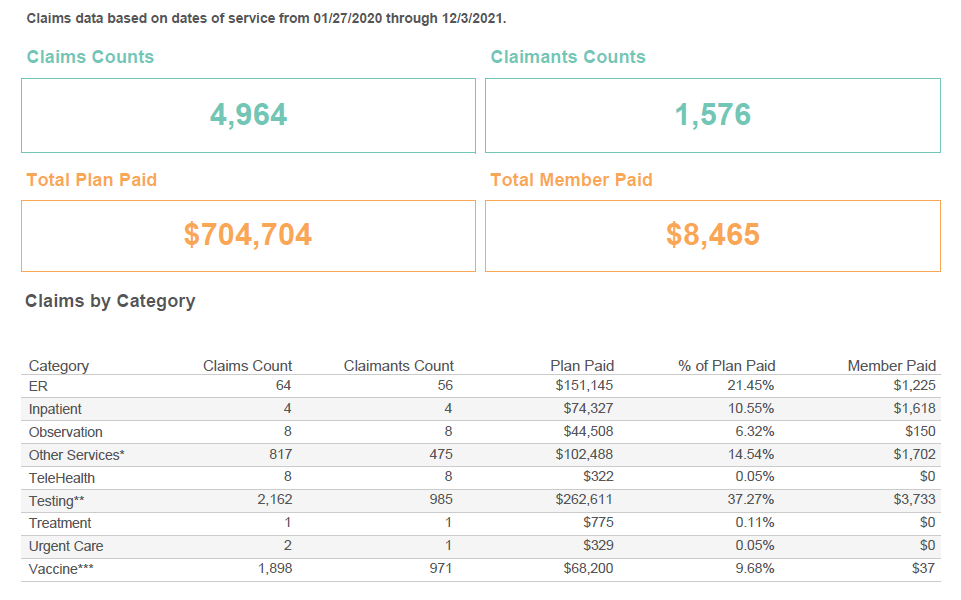 Claims data based on dates of service from 01/27/2020 through 12/3/2021.
Claims Counts Claimants Counts
4,964 1,576
Total Plan Paid Total Member Paid
$704,704 $8,465
Claims by Category
Category Claims Count Claimants Count Plan Paid % of Plan Paid Member Paid
ER 64 56 $151,145 21.45% $1,225
Inpatient 4 4 $74,327 10.55% $1,618
Observation 8 8 $44,508 6.32% $150
Other Services* 817 475 $102,488 14.54% $1,702
TeleHealth 8 8 $322 0.05% $0
Testing** 2,162 985 $262,611 37.27% $3,733
Treatment 1 1 $775 0.11% $0
Urgent Care 2 1 $329 0.05% $0
Vaccine*** 1,898 971 $68,200 9.68% $37